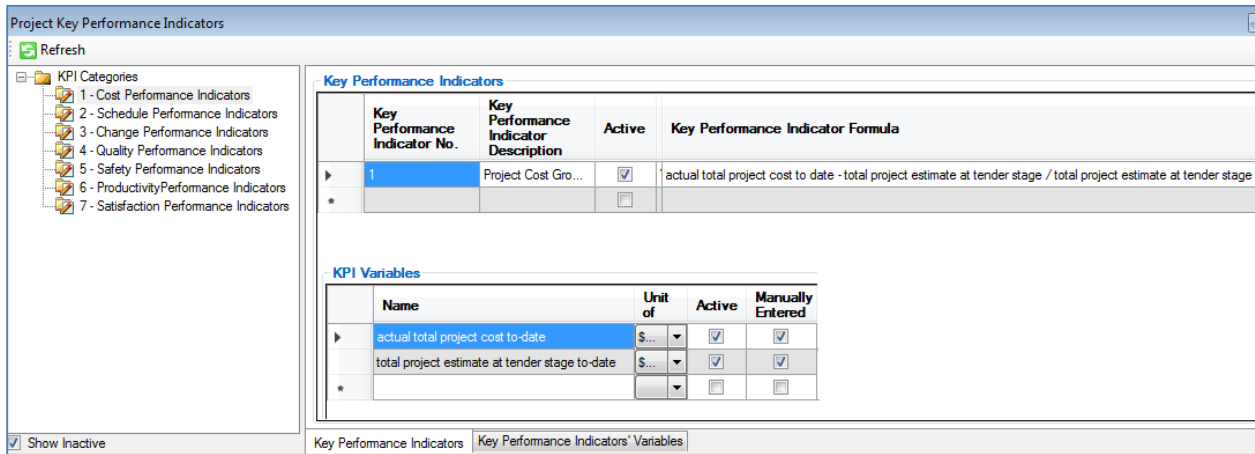 Project Key Performance Indicators
Refresh
KPI Categories
1 - Cost Performance Indicators
2 - Schedule Performance Indicators
3 - Change Performance Indicators
4 - Quality Performance Indicators
5 - Safety Performance Indicators
6 - ProductivityPerformance Indicators
7 - Satisfaction Performance Indicators
Show Inactive
Key Performance Indicators
Key
Performance
Indicator No.
Key
Performance
Indicator
Description
Active
Key Performance Indicator Formula
1
Project Cost Gro...
actual total project cost to date - total project estimate at tender stage / total project estimate at tender stage
*
KPI Variables
Name
Unit
of
Active
Manually
Entered
actual total project cost to-date
$...
total project estimate at tender stage to-date
$...
*
Key Performance Indicators
Key Performance Indicators' Variables